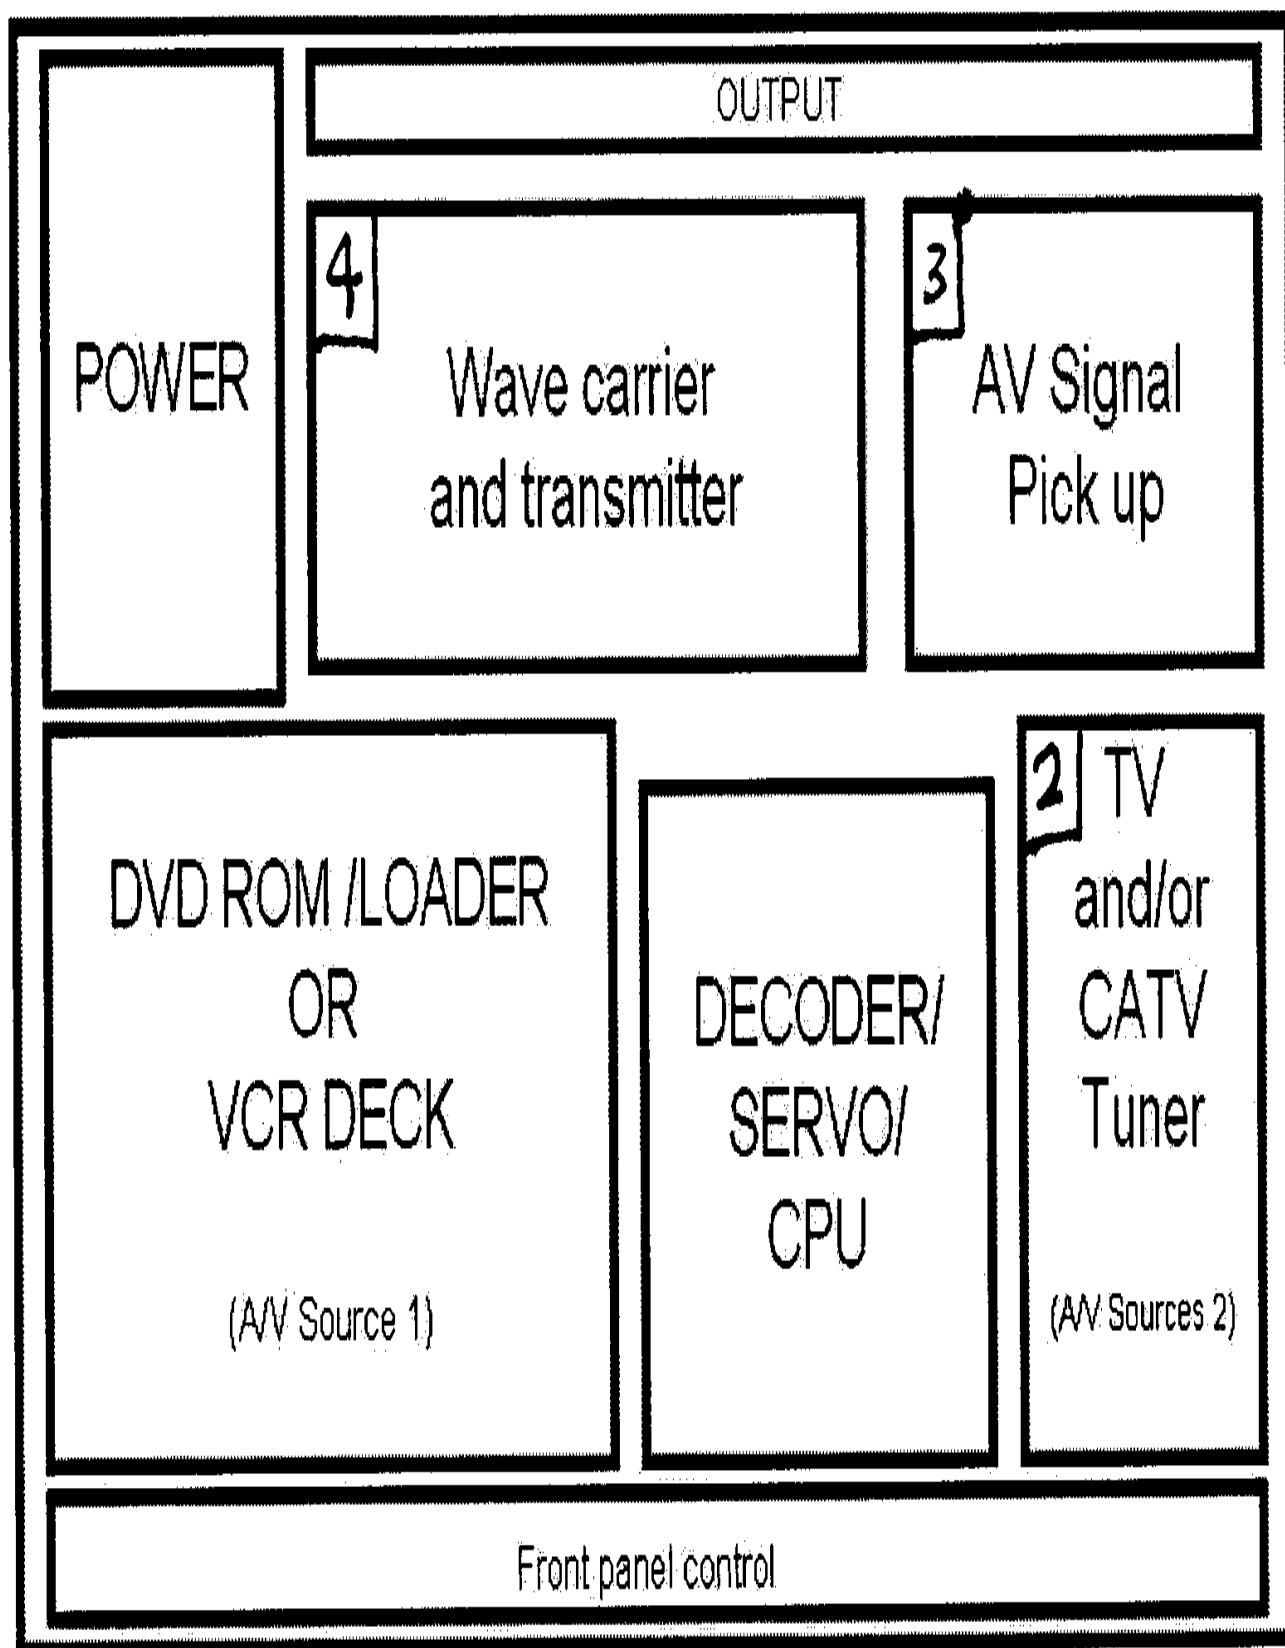 OUTPUT
POWER
4
Wave carrier
and transmitter
3
AV Signal
Pick up
DVD ROM /LOADER
OR
VCR DECK
(A/V Source 1)
DECODER/
SERVO/
CPU
2
TV
and/or
CATV
Tuner
(A/V Sources 2)
Front panel control